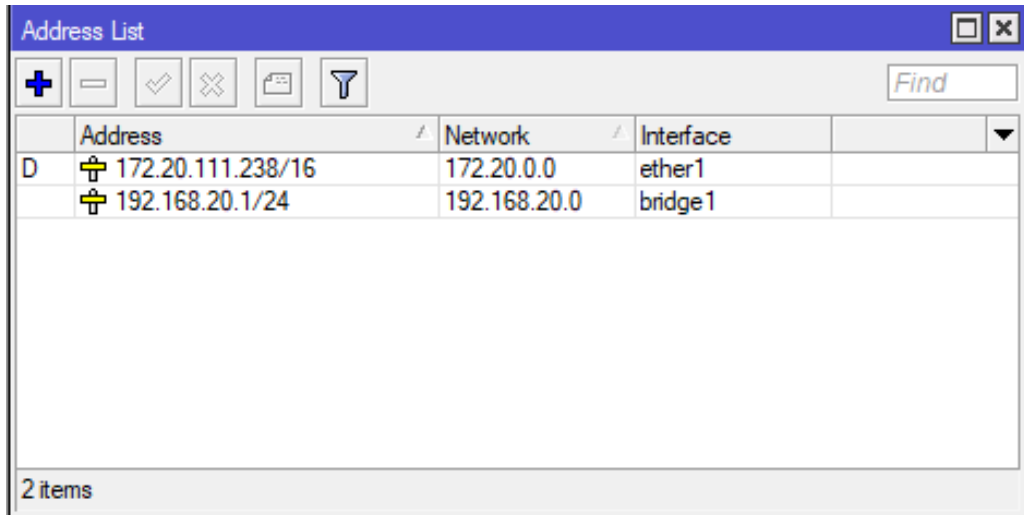 Address List
Find
Address Network Interface
D 172.20.111.238/16 172.20.0.0 ether1
192.168.20.1/24 192.168.20.0 bridge1
2 items